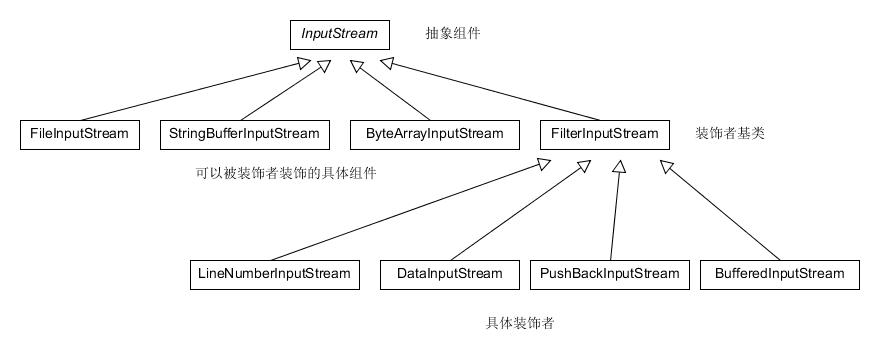 InputStream
抽象组件
FileInputStream
StringBufferInputStream
ByteArrayInputStream
FilterInputStream
装饰者基类
可以被装饰者装饰的具体组件
LineNumberInputStream
DataInputStream
PushBackInputStream
BufferedInputStream
具体装饰者